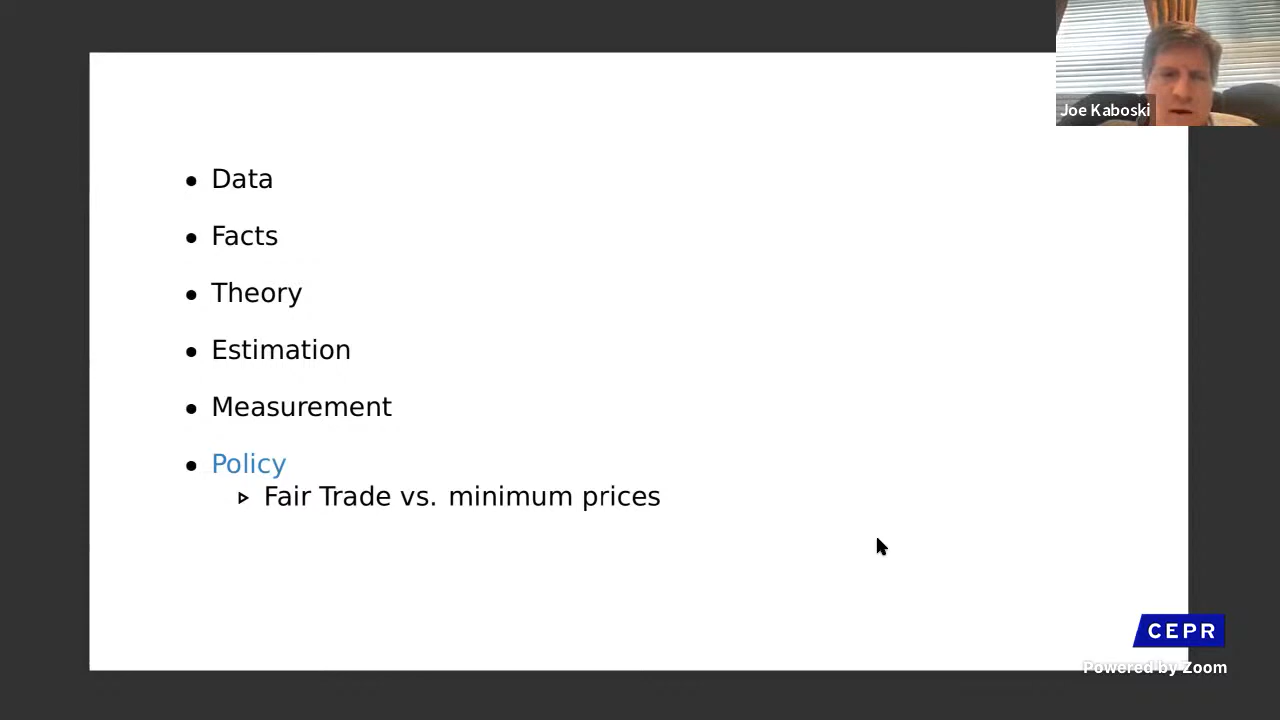 Joe Kaboski
• Data
• Facts
• Theory
• Estimation
• Measurement
• Policy
▹ Fair Trade vs. minimum prices
CEPR
Powered by Zoom